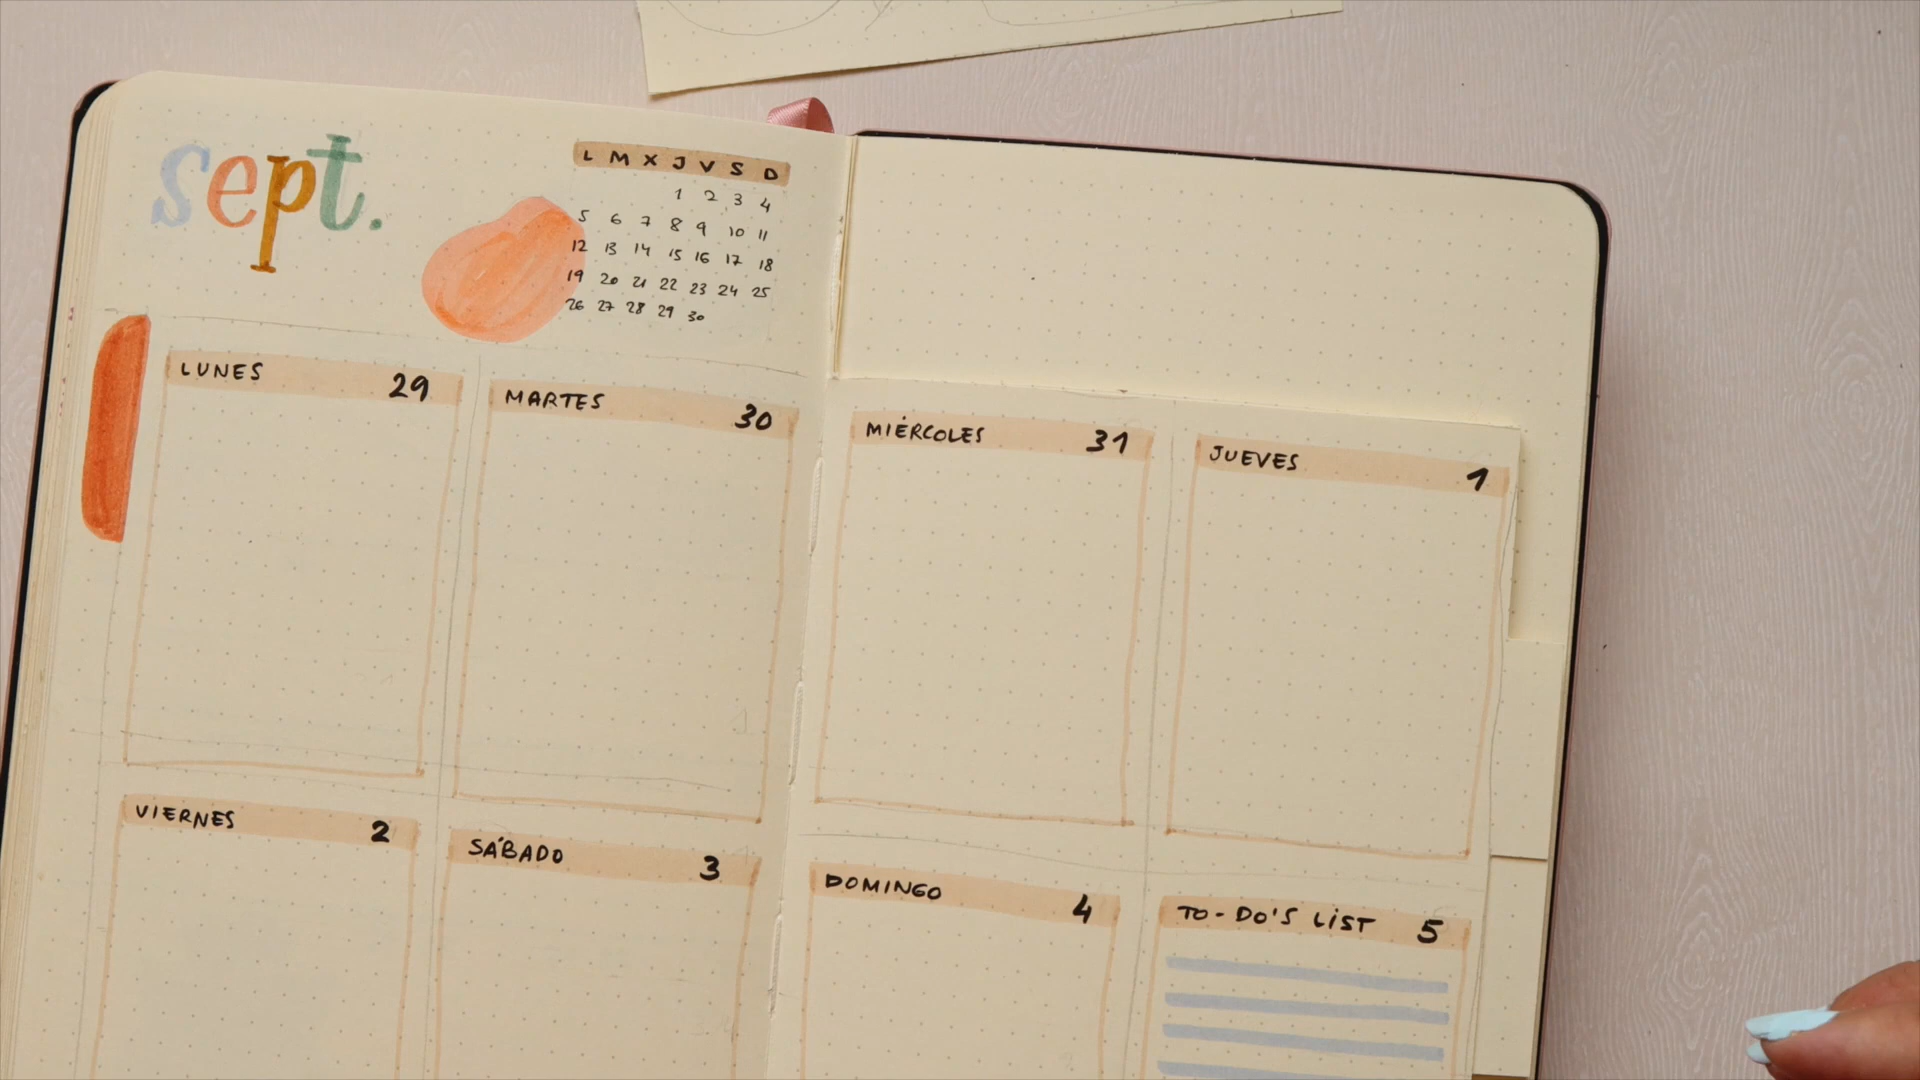 sept.
L M X J V S D
1 2 3 4
5 6 7 8 9 10 11
12 13 14 15 16 17 18
19 20 21 22 23 24 25
26 27 28 29 30
LUNES 29
MARTES 30
MIÉRCOLES 31
JUEVES 1
VIERNES 2
SÁBADO 3
DOMINGO 4
TO-DO'S LIST 5